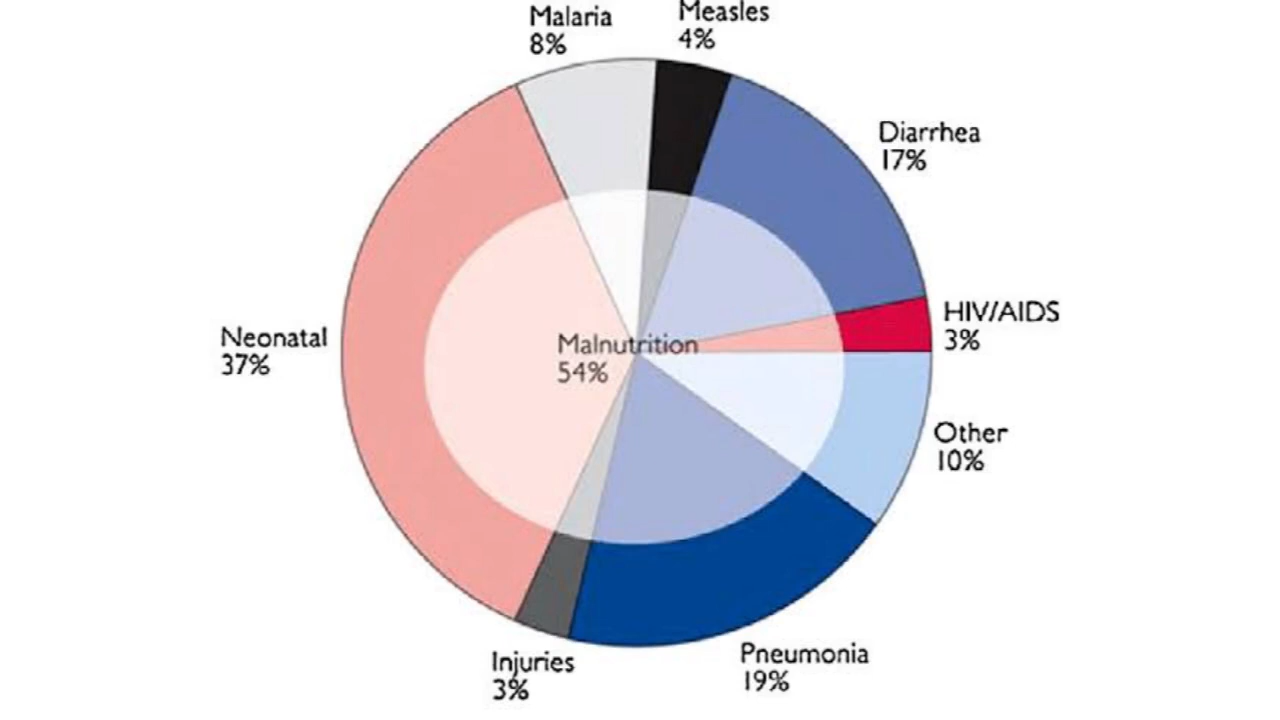 Malaria
8%
Measles
4%
Diarrhea
17%
HIV/AIDS
3%
Neonatal
37%
Malnutrition
54%
Other
10%
Injuries
3%
Pneumonia
19%